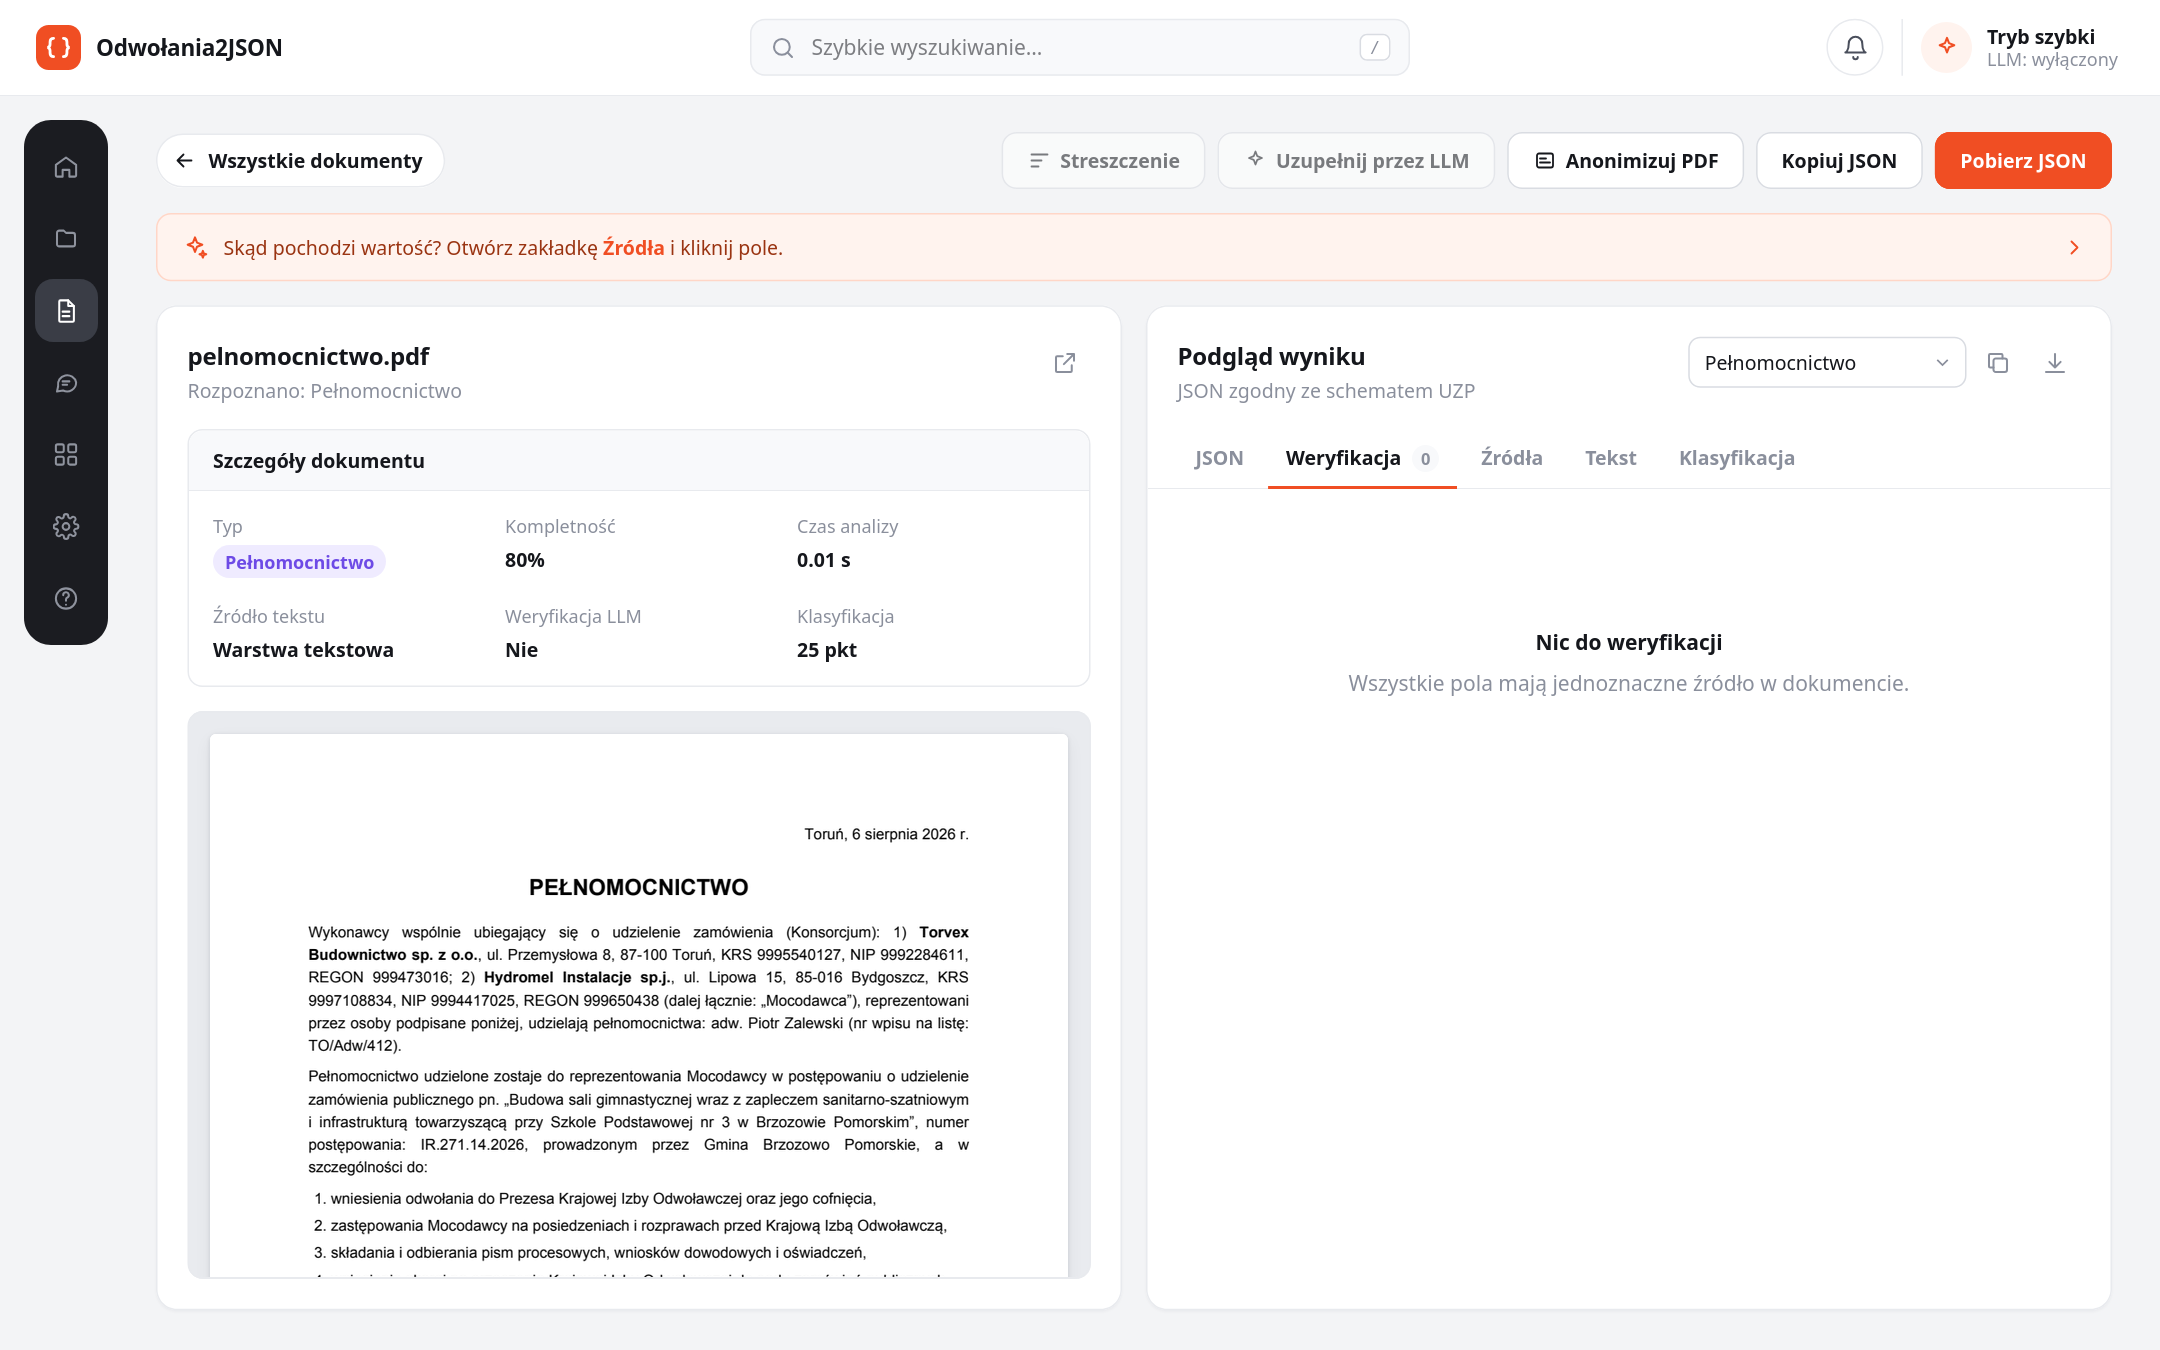 Odwołania2JSON
Szybkie wyszukiwanie...
/
Tryb szybki
LLM: wyłączony
Wszystkie dokumenty
Streszczenie
Uzupełnij przez LLM
Anonimizuj PDF
Kopiuj JSON
Pobierz JSON
Skąd pochodzi wartość? Otwórz zakładkę Źródła i kliknij pole.
pelnomocnictwo.pdf
Rozpoznano: Pełnomocnictwo
Szczegóły dokumentu
Typ
Kompletność
Czas analizy
Pełnomocnictwo
80%
0.01 s
Źródło tekstu
Weryfikacja LLM
Klasyfikacja
Warstwa tekstowa
Nie
25 pkt
Toruń, 6 sierpnia 2026 r.
PEŁNOMOCNICTWO
Wykonawcy wspólnie ubiegający się o udzielenie zamówienia (Konsorcjum): 1) Torvex
Budownictwo sp. z o.o., ul. Przemysłowa 8, 87-100 Toruń, KRS 9995540127, NIP 9992284611,
REGON 999473016; 2) Hydromel Instalacje sp.j., ul. Lipowa 15, 85-016 Bydgoszcz, KRS
9997108834, NIP 9994417025, REGON 999650438 (dalej łącznie: „Mocodawca”), reprezentowani
przez osoby podpisane poniżej, udzielają pełnomocnictwa: adw. Piotr Zalewski (nr wpisu na listę:
TO/Adw/412).
Pełnomocnictwo udzielone zostaje do reprezentowania Mocodawcy w postępowaniu o udzielenie
zamówienia publicznego pn. „Budowa sali gimnastycznej wraz z zapleczem sanitarno-szatniowym
i infrastrukturą towarzyszącą przy Szkole Podstawowej nr 3 w Brzozowie Pomorskim”, numer
postępowania: IR.271.14.2026, prowadzonym przez Gmina Brzozowo Pomorskie, a w
szczególności do:
1. wniesienia odwołania do Prezesa Krajowej Izby Odwoławczej oraz jego cofnięcia,
2. zastępowania Mocodawcy na posiedzeniach i rozprawach przed Krajową Izbą Odwoławczą,
3. składania i odbierania pism procesowych, wniosków dowodowych i oświadczeń,
Podgląd wyniku
JSON zgodny ze schematem UZP
Pełnomocnictwo
JSON
Weryfikacja 0
Źródła
Tekst
Klasyfikacja
Nic do weryfikacji
Wszystkie pola mają jednoznaczne źródło w dokumencie.